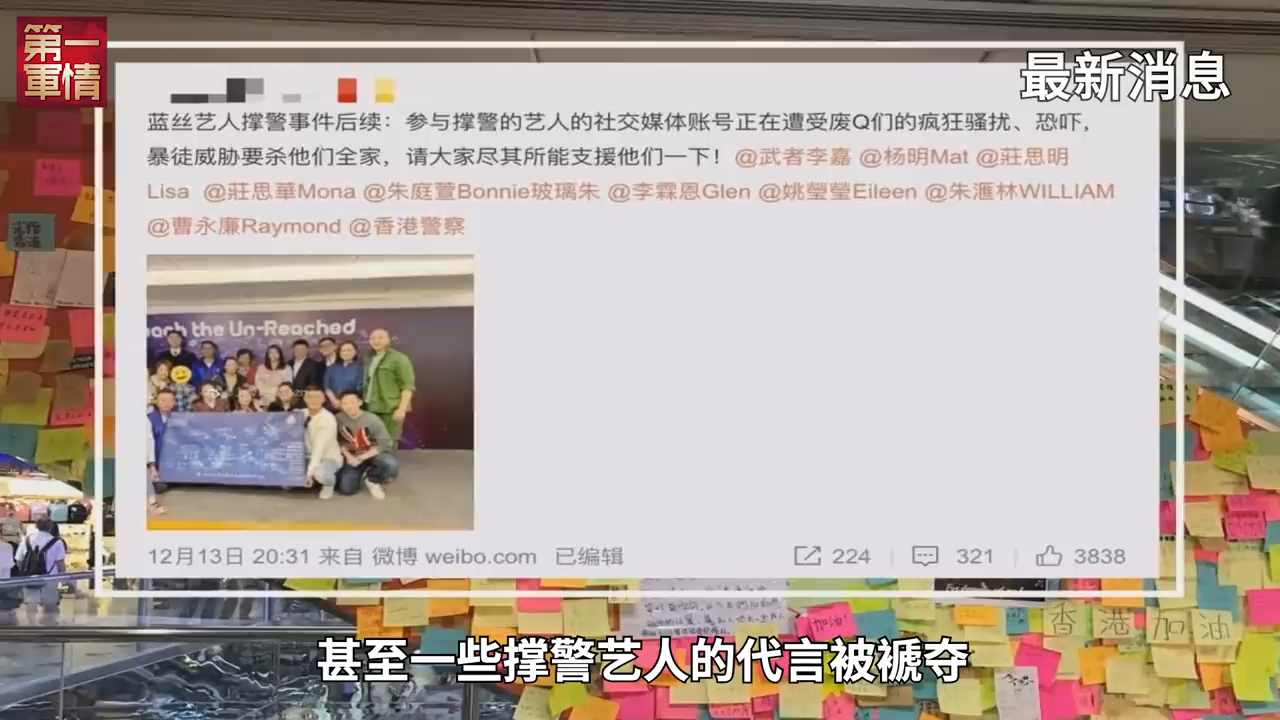 第一
軍情
最新消息
蓝丝艺人撑警事件后续：参与撑警的艺人的社交媒体账号正在遭受废Q们的疯狂骚扰、恐吓，
暴徒威胁要杀他们全家，请大家尽其所能支援他们一下！@武者李嘉 @杨明Mat @莊思明
Lisa @莊思華Mona @朱庭萱Bonnie玻璃朱 @李霖恩Glen @姚瑩瑩Eileen @朱滙林WILLIAM
@曹永廉Raymond @香港警察
each the Un-Reached
12月13日 20:31 来自 微博 weibo.com 已编辑 224 321 3838
加油!
香港加油
甚至一些撑警艺人的代言被褫夺